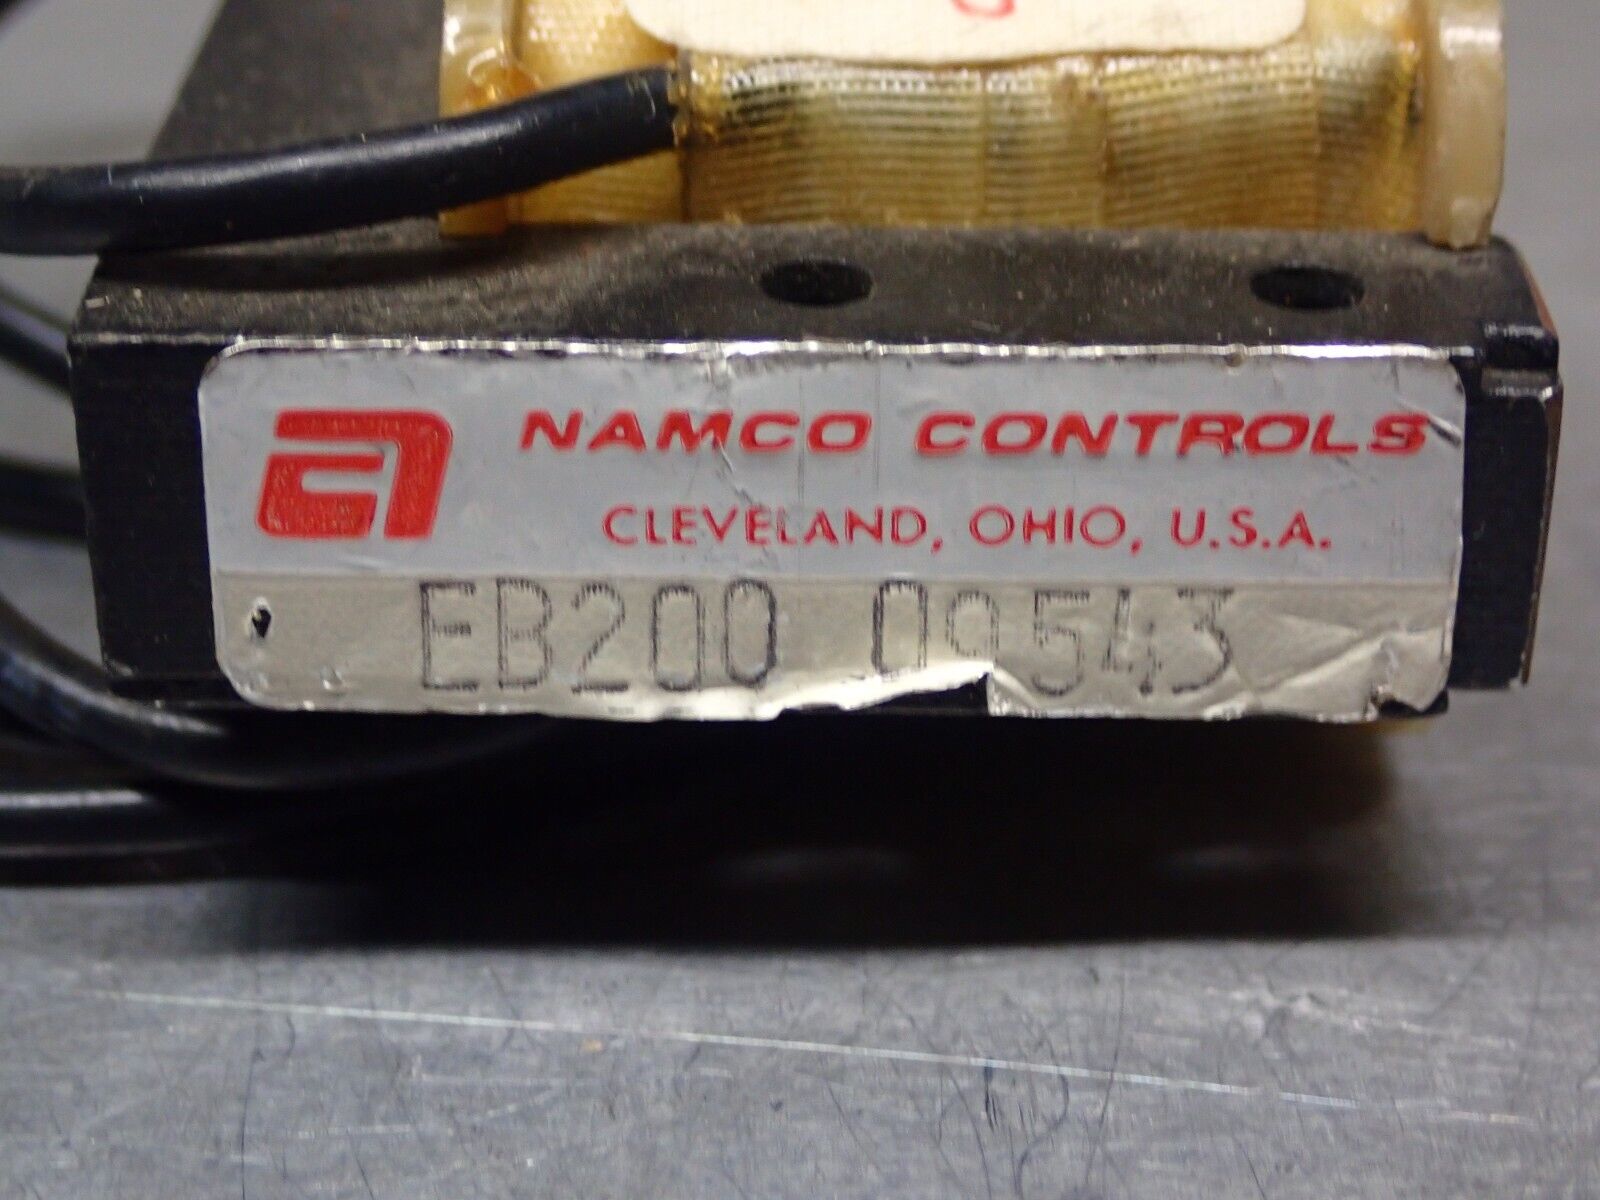 NAMCO CONTROLS
CLEVELAND, OHIO, U.S.A.
EB200 09543